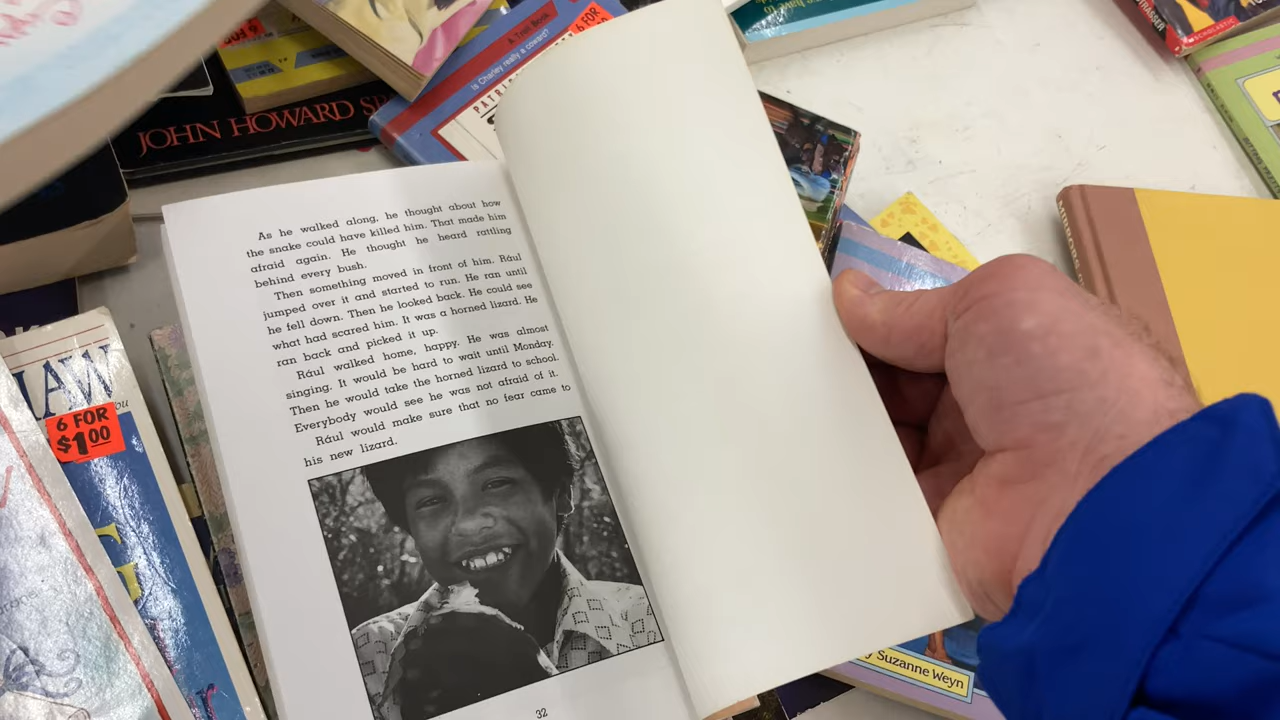 As he walked along, he thought about how
the snake could have killed him. That made him
afraid again. He thought he heard rattling
behind every bush.
Then something moved in front of him. Rául
jumped over it and started to run. He ran until
he fell down. Then he looked back. He could see
what had scared him. It was a horned lizard. He
ran back and picked it up.
Rául walked home, happy. He was almost
singing. It would be hard to wait until Monday.
Then he would take the horned lizard to school.
Everybody would see he was not afraid of it.
Rául would make sure that no fear came to
his new lizard.
32
JOHN HOWARD
A Troll Book
Is Charley really a coward?
6 FOR
6 FOR
$1.00
SCHOLASTIC
MIRRORS
Suzanne Weyn